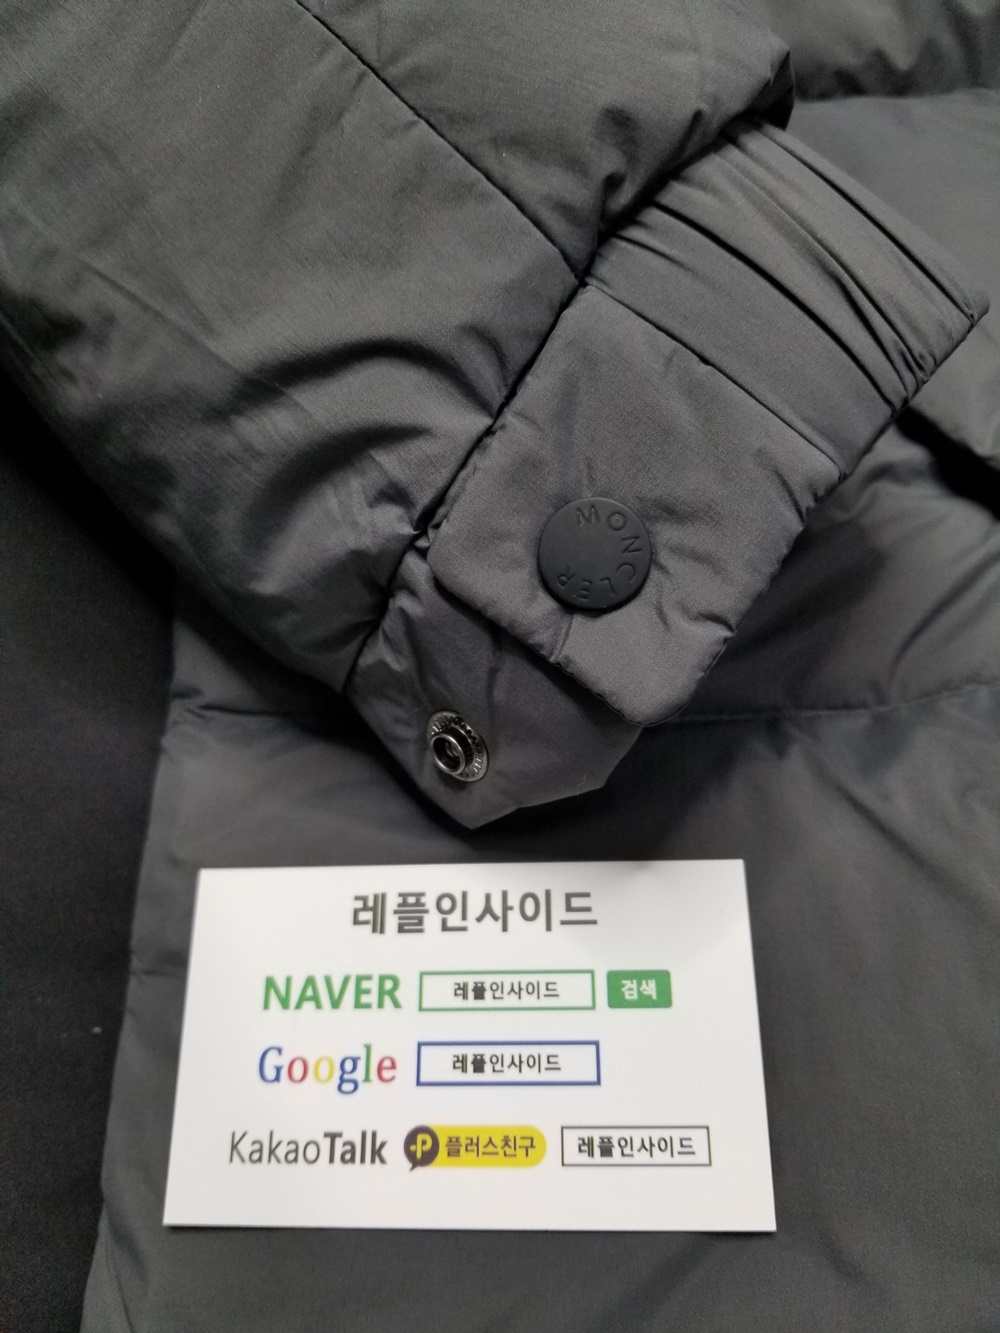 MONCLER
레플인사이드
NAVER 레플인사이드 검색
Google 레플인사이드
KakaoTalk P 플러스친구 레플인사이드